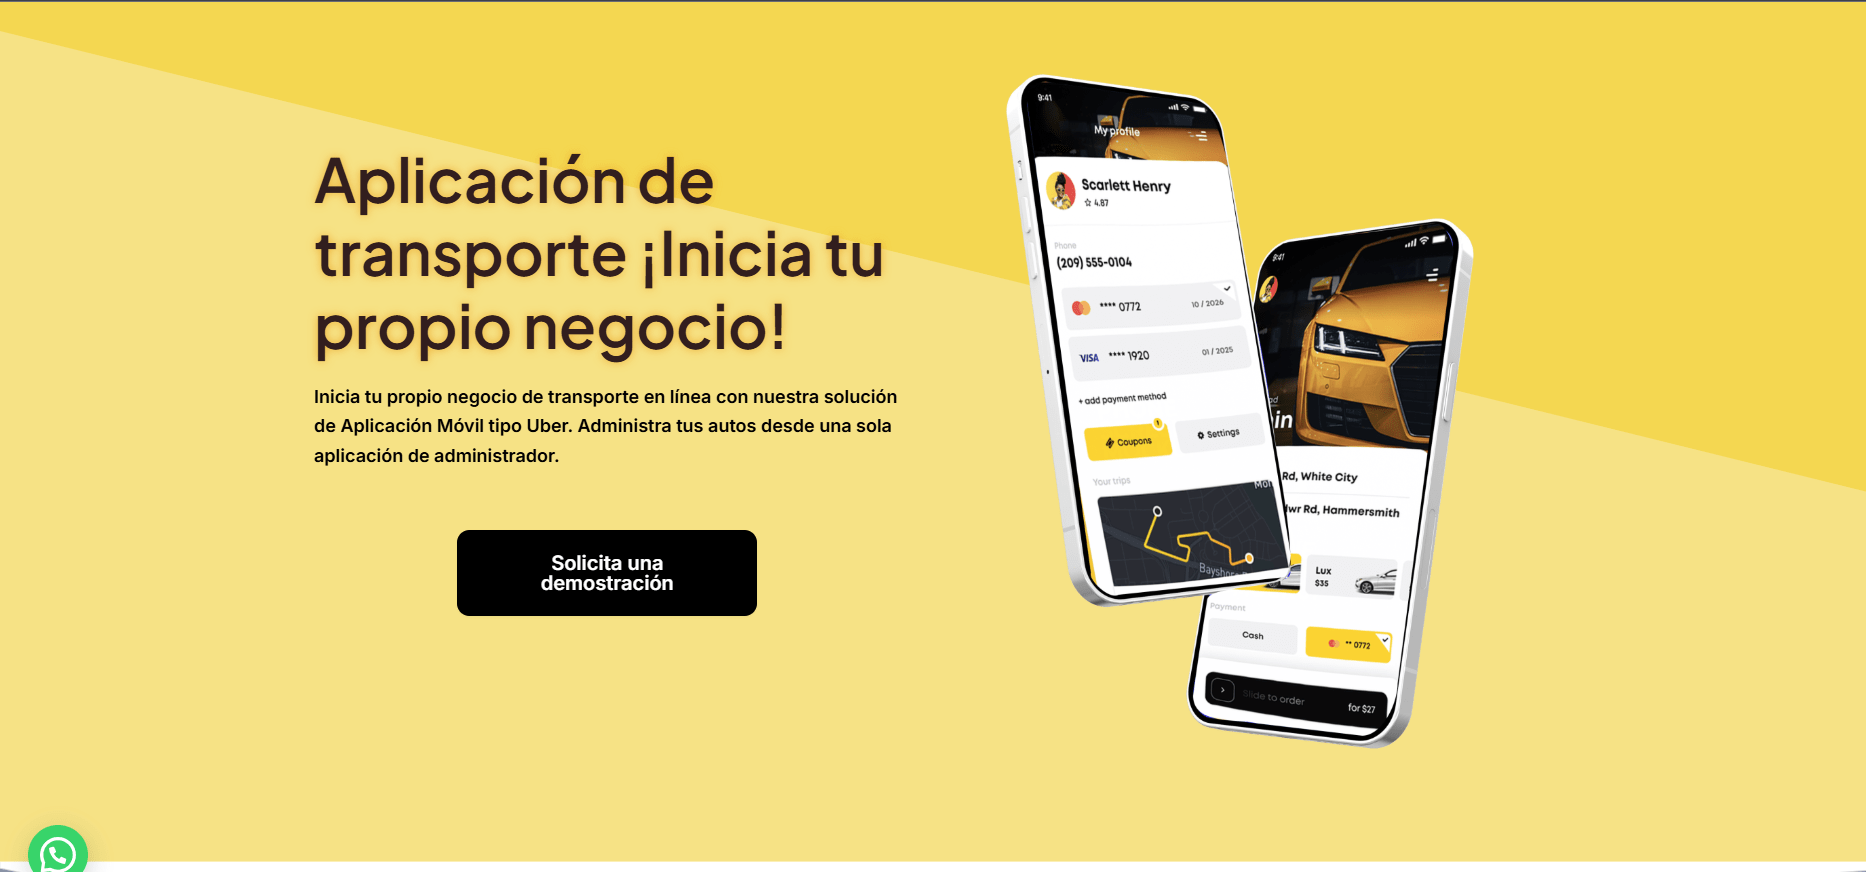 Aplicación de
transporte ¡Inicia tu
propio negocio!
Inicia tu propio negocio de transporte en línea con nuestra solución
de Aplicación Móvil tipo Uber. Administra tus autos desde una sola
aplicación de administrador.
Solicita una
demostración
9:41
My profile
Scarlett Henry
4.87
Phone
(209) 555-0104
**** 0772 10 / 2026
VISA **** 1920 01 / 2025
+ add payment method
Coupons 1
Settings
Your trips
Bayshore
9:41
Rd, White City
Rd, Hammersmith
Lux
$35
Payment
Cash
** 0772
Slide to order
for $27